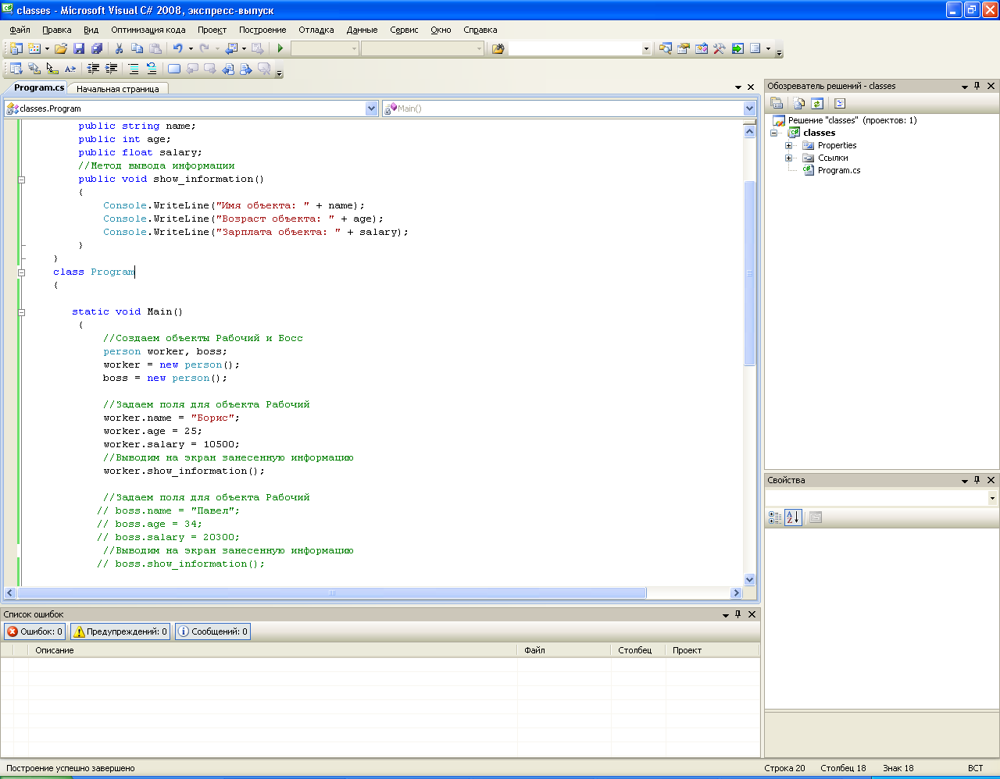 classes - Microsoft Visual C# 2008, экспресс-выпуск
Файл Правка Вид Оптимизация кода Проект Построение Отладка Данные Сервис Окно Справка
Program.cs Начальная страница
classes.Program Main()
public string name;
public int age;
public float salary;
//Метод вывода информации
public void show_information()
{
Console.WriteLine("Имя объекта: " + name);
Console.WriteLine("Возраст объекта: " + age);
Console.WriteLine("Зарплата объекта: " + salary);
}
}
class Program
{
static void Main()
{
//Создаем объекты Рабочий и Босс
person worker, boss;
worker = new person();
boss = new person();
//Задаем поля для объекта Рабочий
worker.name = "Борис";
worker.age = 25;
worker.salary = 10500;
//Выводим на экран занесенную информацию
worker.show_information();
//Задаем поля для объекта Рабочий
// boss.name = "Павел";
// boss.age = 34;
// boss.salary = 20300;
//Выводим на экран занесенную информацию
// boss.show_information();
Обозреватель решений - classes
Решение "classes" (проектов: 1)
classes
Properties
Ссылки
Program.cs
Свойства
Список ошибок
Ошибок: 0 Предупреждений: 0 Сообщений: 0
Описание Файл Столбец Проект
Построение успешно завершено Строка 20 Столбец 18 Знак 18 ВСТ